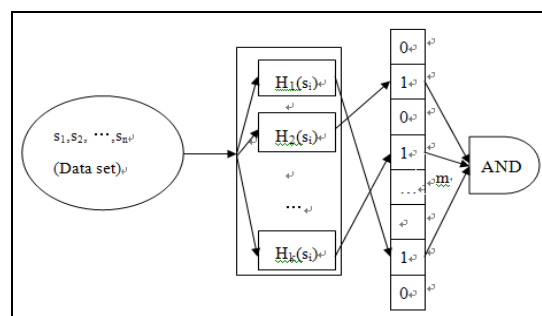 s1,s2, …,sn
(Data set)
H1(si)
H2(si)
…
Hk(si)
0
1
0
1
…
1
0
m
AND